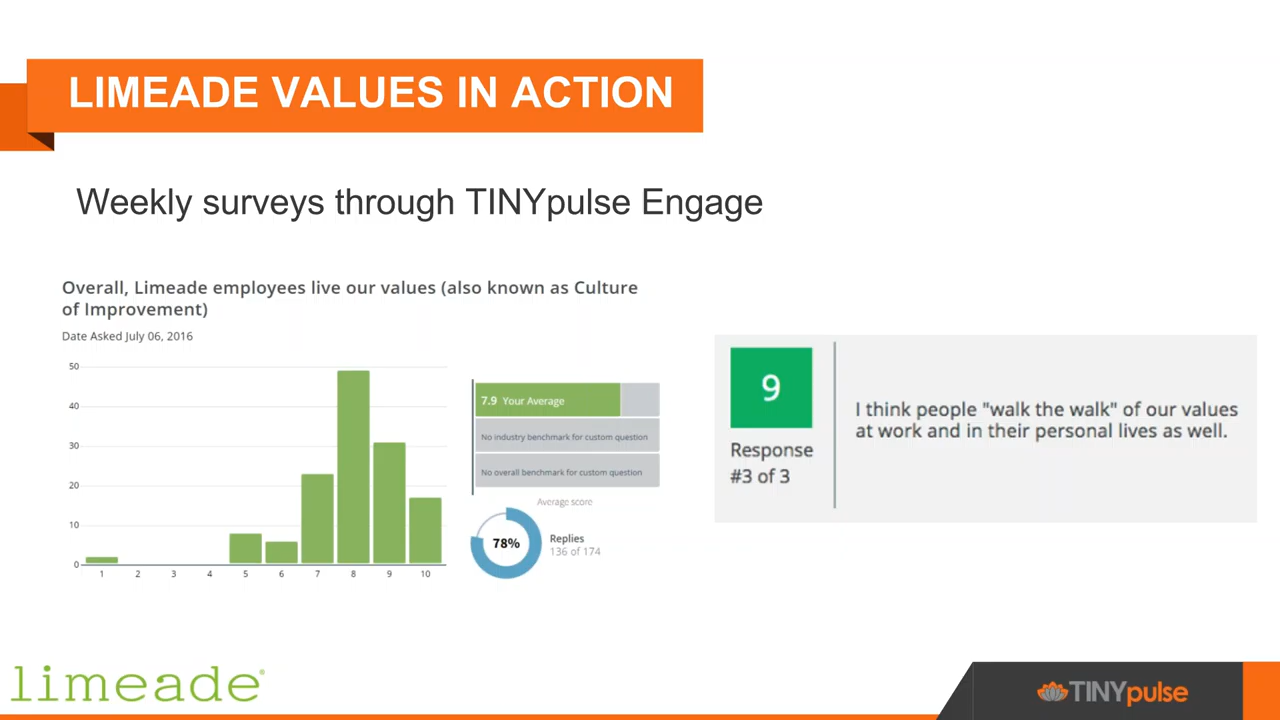 LIMEADE VALUES IN ACTION
Weekly surveys through TINYpulse Engage
Overall, Limeade employees live our values (also known as Culture
of Improvement)
Date Asked July 06, 2016
50
40
30
20
10
0
1 2 3 4 5 6 7 8 9 10
7.9 Your Average
No industry benchmark for custom question
No overall benchmark for custom question
Average score
78%
Replies
136 of 174
9
Response
#3 of 3
I think people "walk the walk" of our values
at work and in their personal lives as well.
limeade
TINYpulse